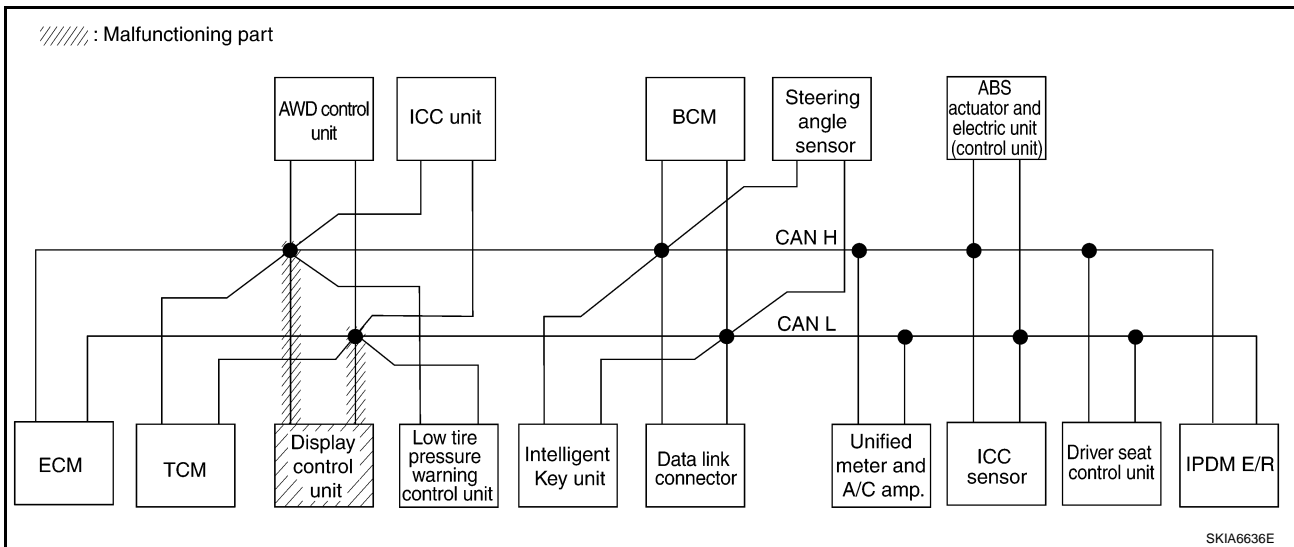 : Malfunctioning part
AWD control
unit
ICC unit
BCM
Steering
angle
sensor
ABS
actuator and
electric unit
(control unit)
CAN H
CAN L
ECM
TCM
Display
control
unit
Low tire
pressure
warning
control unit
Intelligent
Key unit
Data link
connector
Unified
meter and
A/C amp.
ICC
sensor
Driver seat
control unit
IPDM E/R
SKIA6636E